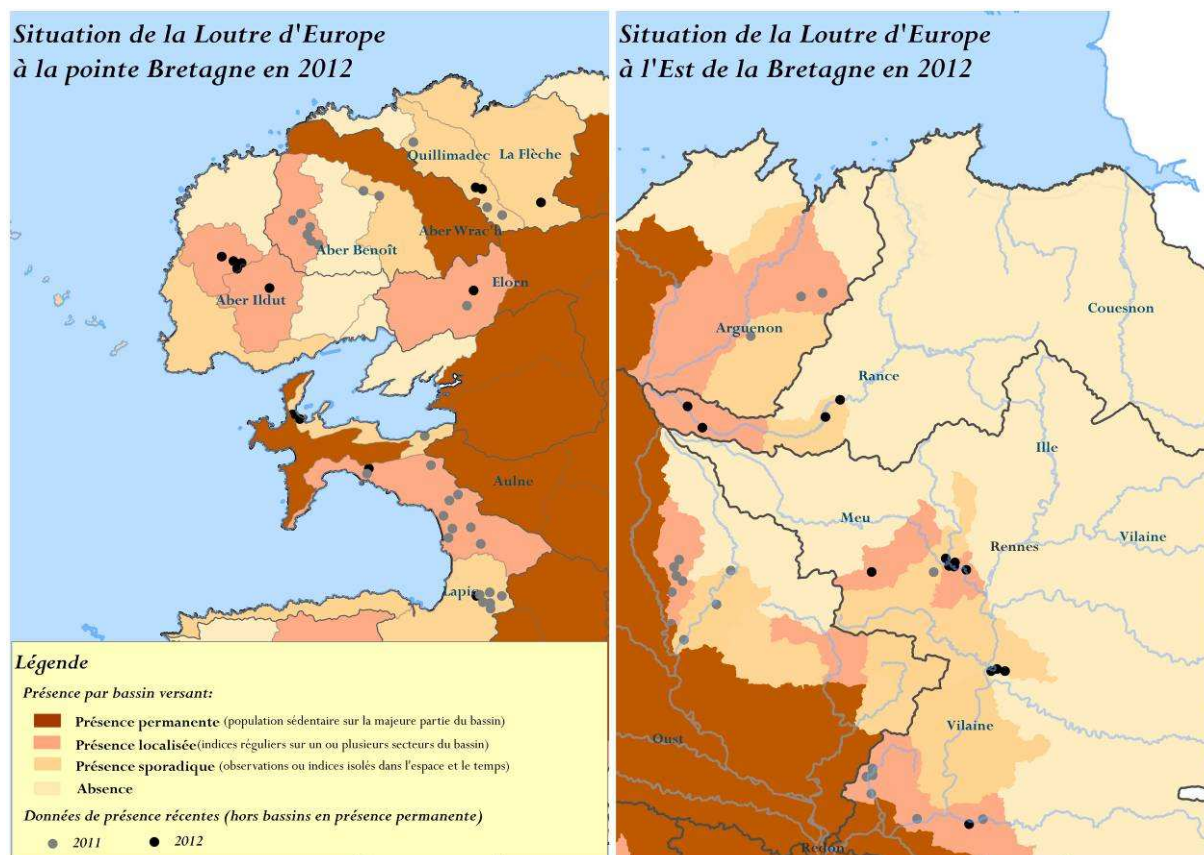 Situation de la Loutre d'Europe
à la pointe Bretagne en 2012
Quillimadec
La Flèche
Aber Wrac'h
Aber Benoît
Elorn
Aber Ildut
Aulne
Lapic
Légende
Présence par bassin versant:
Présence permanente (population sédentaire sur la majeure partie du bassin)
Présence localisée (indices réguliers sur un ou plusieurs secteurs du bassin)
Présence sporadique (observations ou indices isolés dans l'espace et le temps)
Absence
Données de présence récentes (hors bassins en présence permanente)
2011
2012
Situation de la Loutre d'Europe
à l'Est de la Bretagne en 2012
Couesnon
Arguenon
Rance
Ille
Meu
Vilaine
Rennes
Vilaine
Oust
Redon